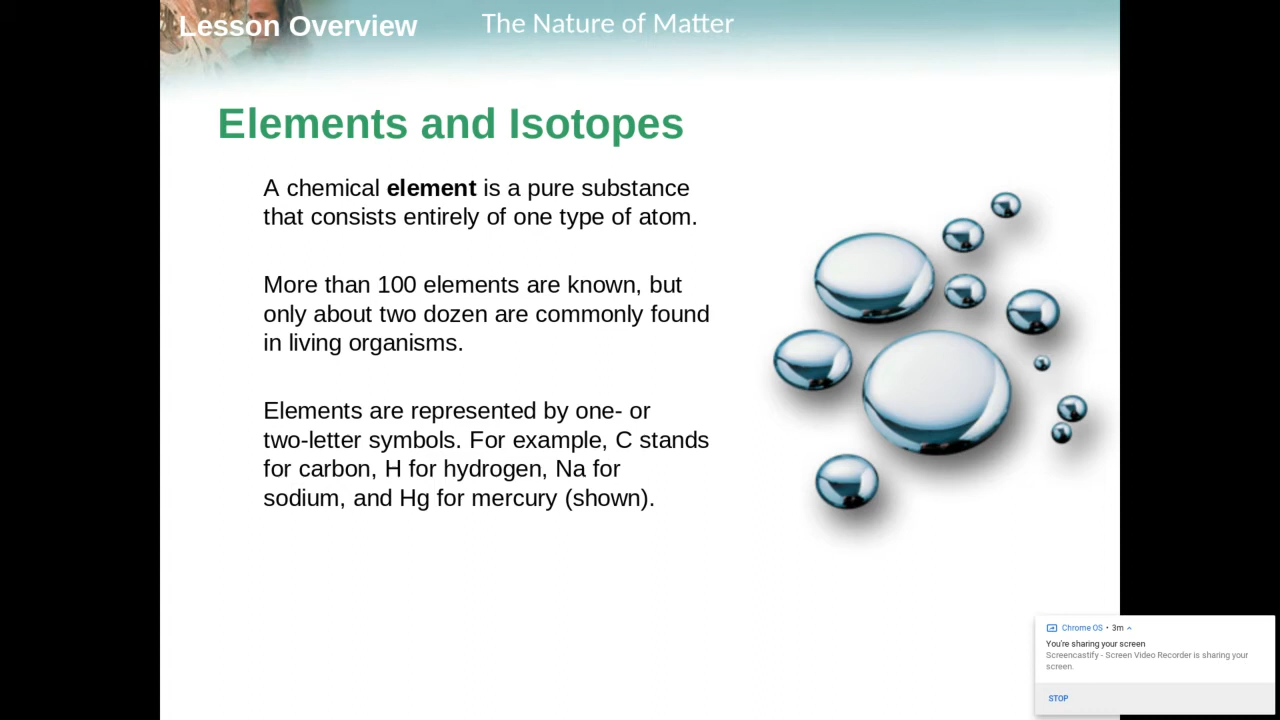 Lesson Overview The Nature of Matter
Elements and Isotopes
A chemical element is a pure substance
that consists entirely of one type of atom.
More than 100 elements are known, but
only about two dozen are commonly found
in living organisms.
Elements are represented by one- or
two-letter symbols. For example, C stands
for carbon, H for hydrogen, Na for
sodium, and Hg for mercury (shown).
Chrome OS • 3m
You're sharing your screen
Screencastify - Screen Video Recorder is sharing your
screen.
STOP